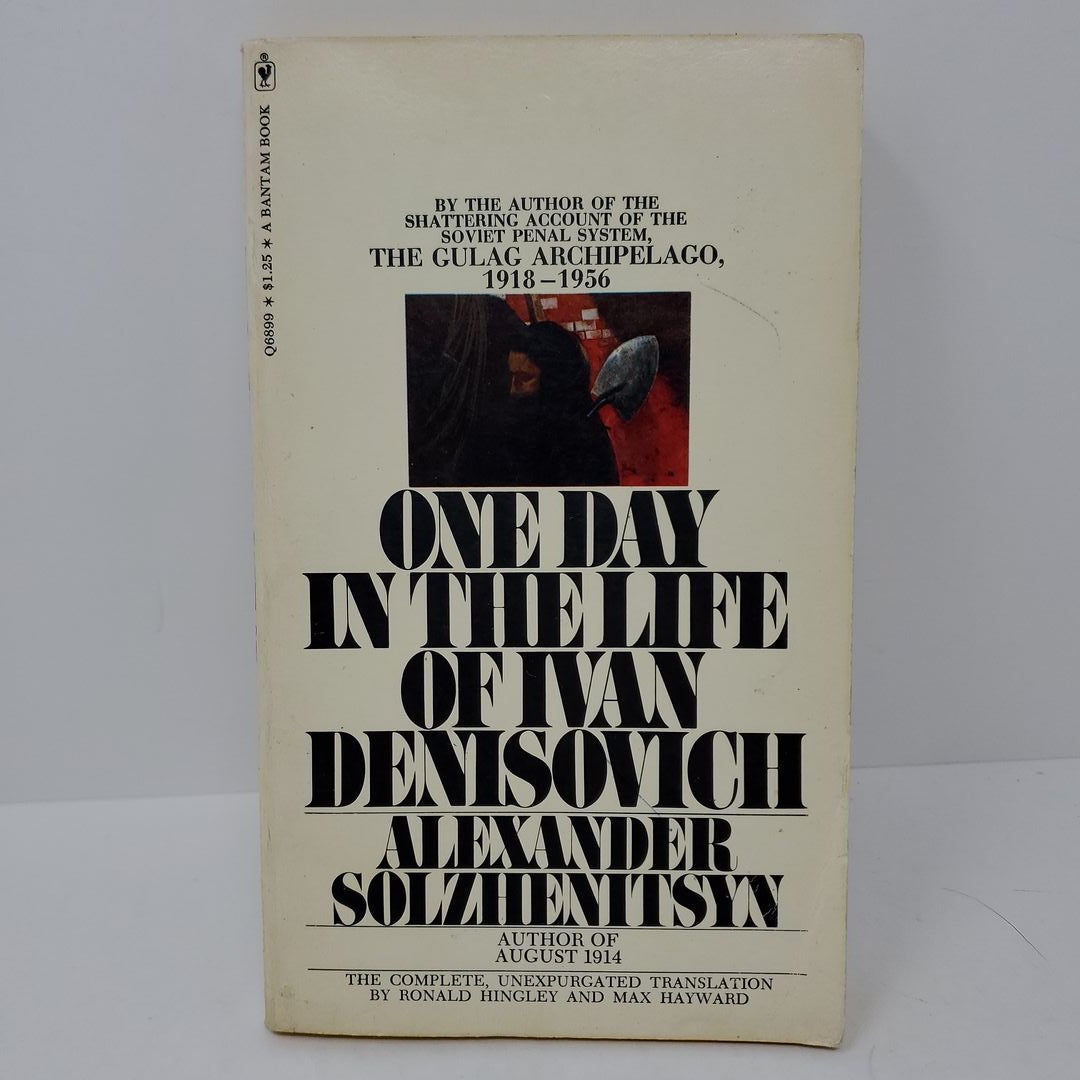 Q6899 * $1.25 * A BANTAM BOOK ®
BY THE AUTHOR OF THE
SHATTERING ACCOUNT OF THE
SOVIET PENAL SYSTEM,
THE GULAG ARCHIPELAGO,
1918–1956
ONE DAY
IN THE LIFE
OF IVAN
DENISOVICH
ALEXANDER
SOLZHENITSYN
AUTHOR OF
AUGUST 1914
THE COMPLETE, UNEXPURGATED TRANSLATION
BY RONALD HINGLEY AND MAX HAYWARD